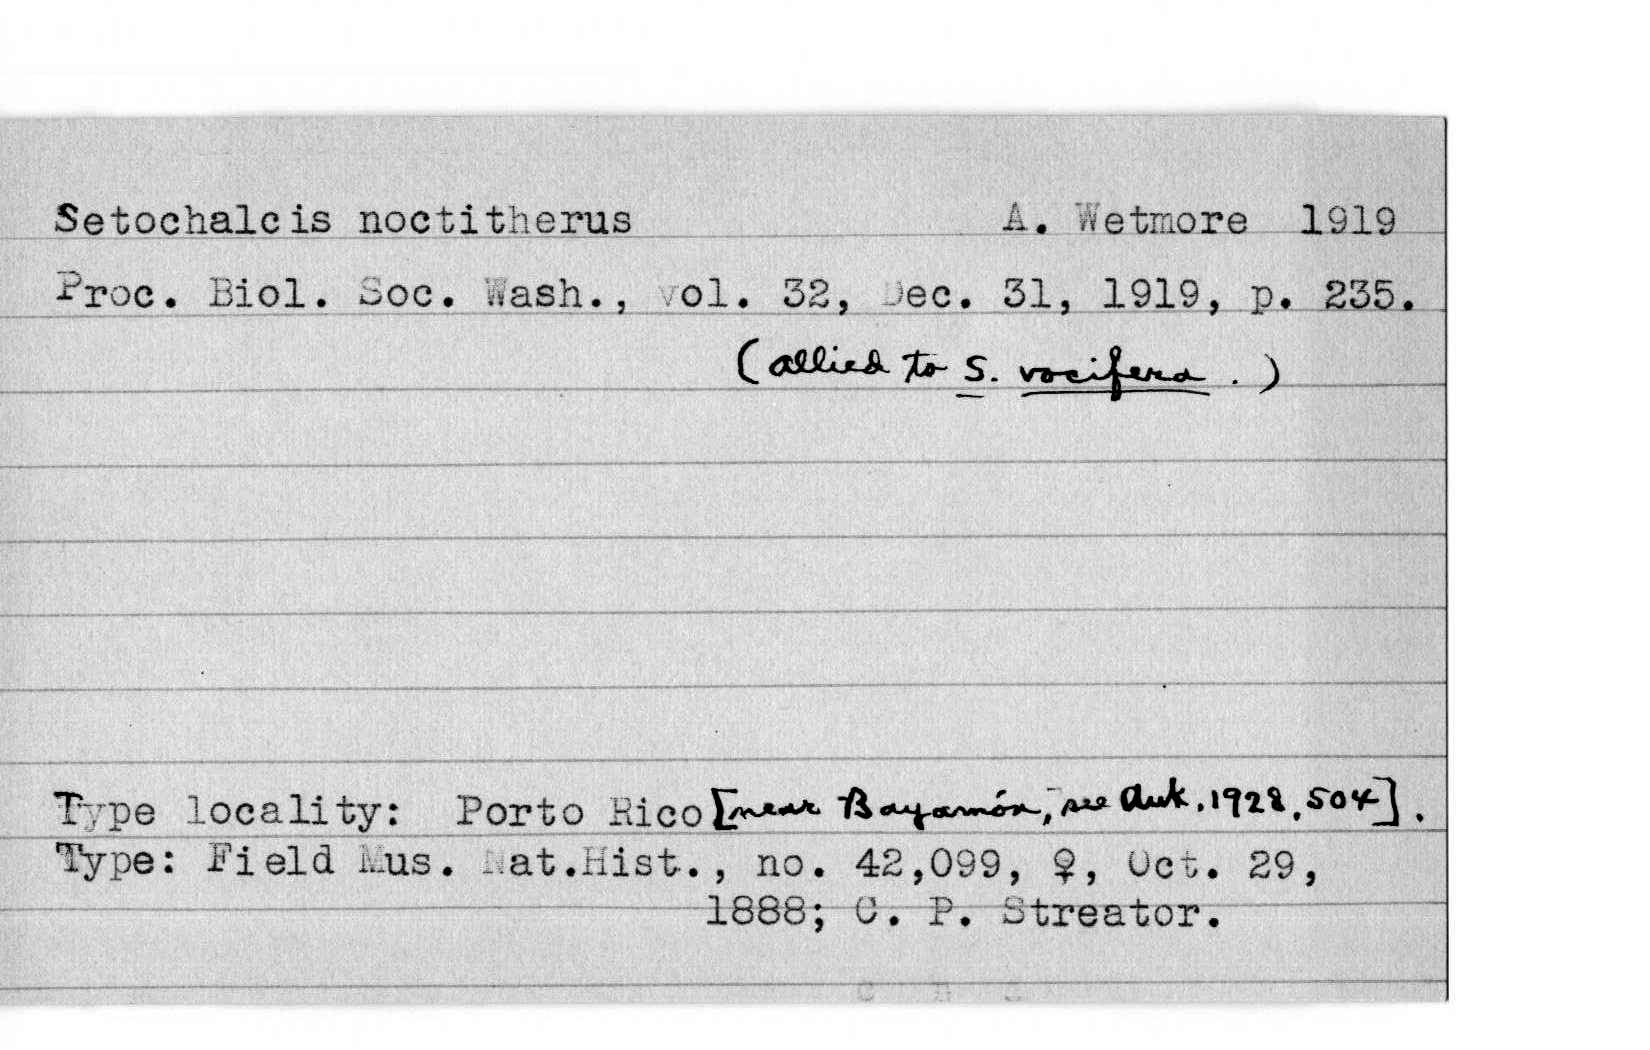 Setochalcis noctitherus A. Wetmore 1919
Proc. Biol. Soc. Wash., vol. 32, Dec. 31, 1919, p. 235.
(allied to S. vocifera.)
Type locality: Porto Rico [near Bayamón, see Auk, 1928, 504].
Type: Field Mus. Nat.Hist., no. 42,099, ♀, Oct. 29,
1888; C. P. Streator.